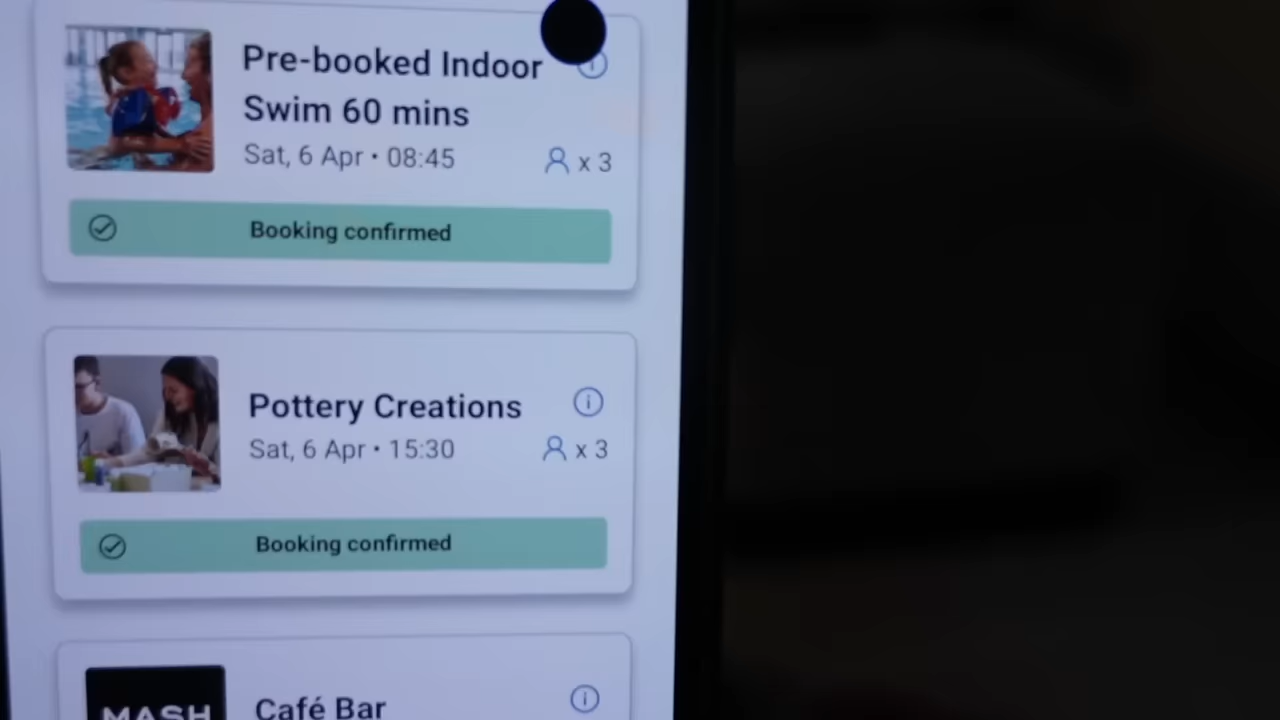 Pre-booked Indoor
Swim 60 mins
Sat, 6 Apr • 08:45
x 3
Booking confirmed
Pottery Creations
Sat, 6 Apr • 15:30
x 3
Booking confirmed
MASH
Café Bar